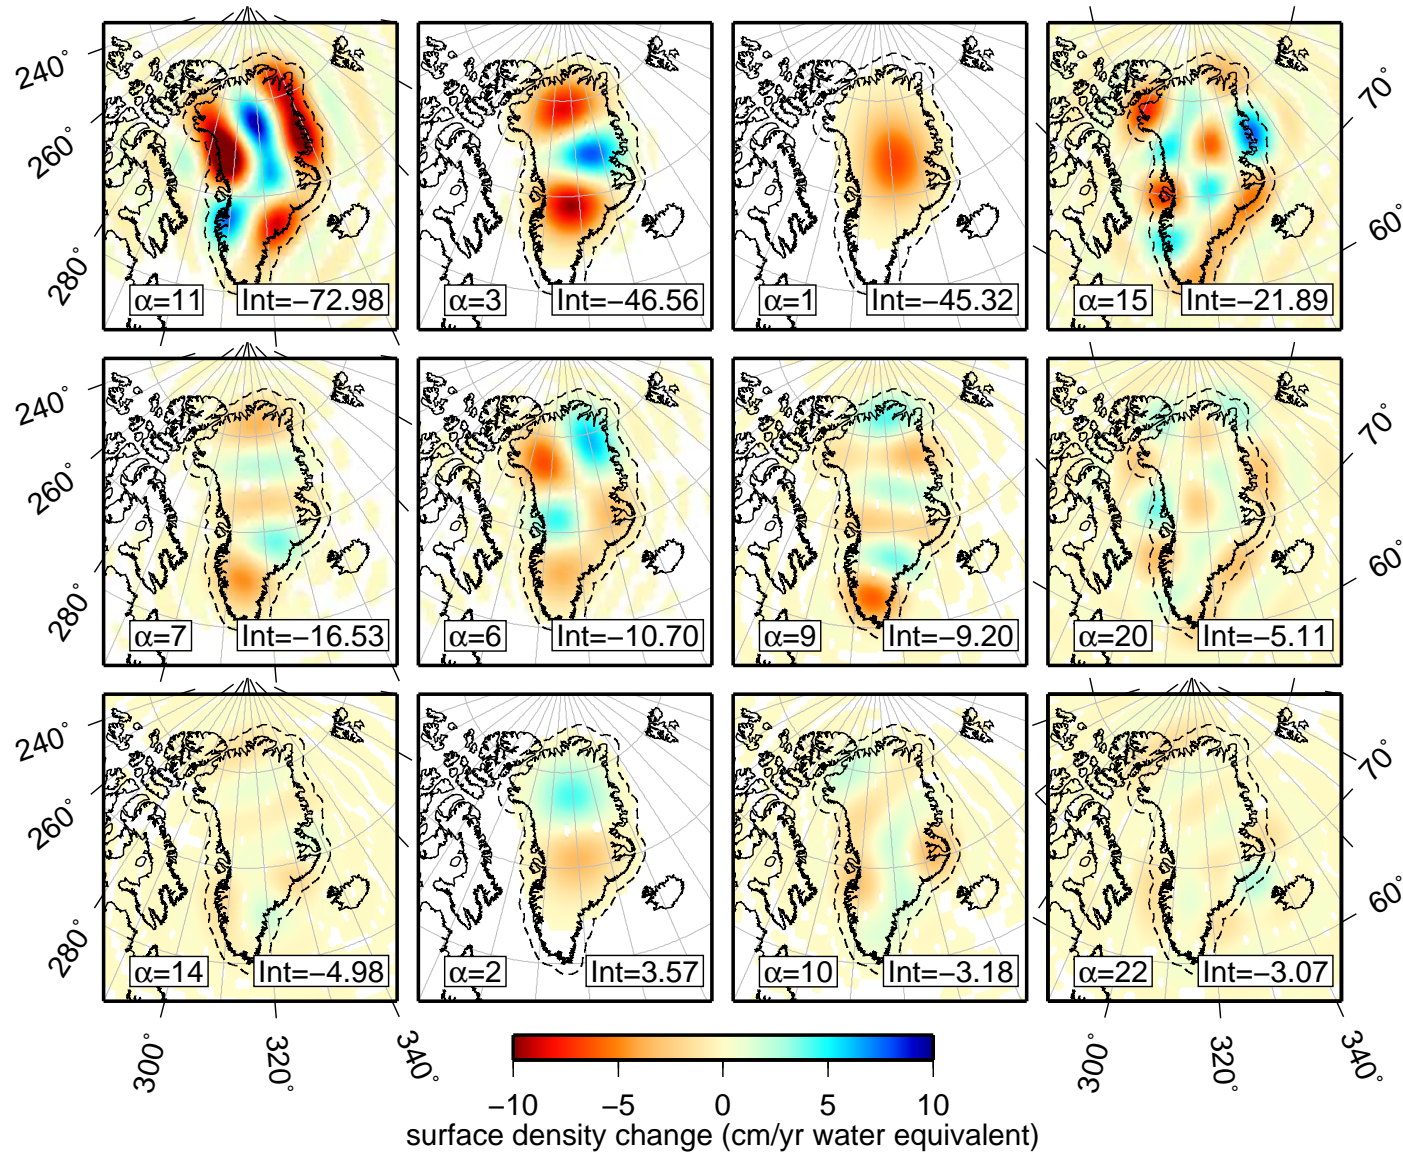 240°
260°
280°
α=11
Int=−72.98
α=3
Int=−46.56
α=1
Int=−45.32
α=15
Int=−21.89
70°
60°
240°
260°
280°
α=7
Int=−16.53
α=6
Int=−10.70
α=9
Int=−9.20
α=20
Int=−5.11
70°
60°
240°
260°
280°
α=14
Int=−4.98
α=2
Int=3.57
α=10
Int=−3.18
α=22
Int=−3.07
70°
60°
300°
320°
340°
300°
320°
340°
−10
−5
0
5
10
surface density change (cm/yr water equivalent)